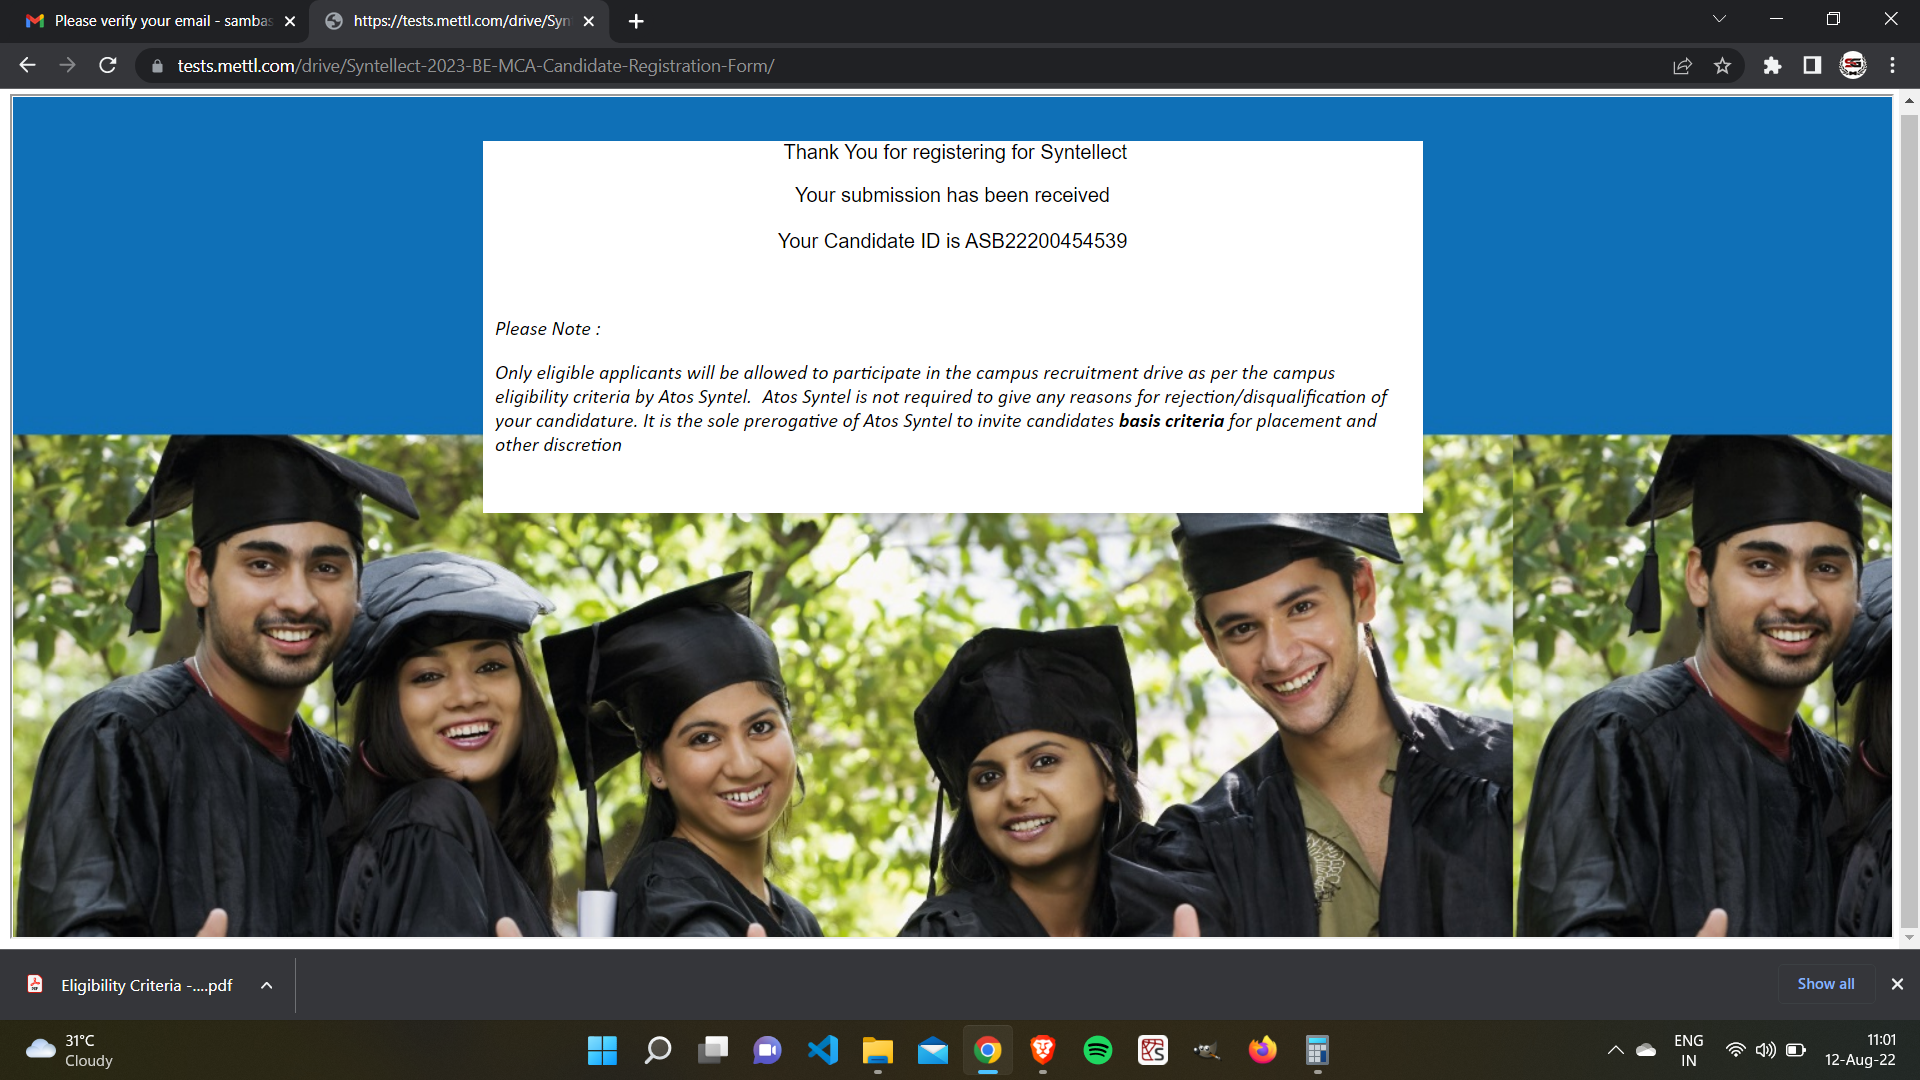 Please verify your email - sambas
https://tests.mettl.com/drive/Syn
tests.mettl.com/drive/Syntellect-2023-BE-MCA-Candidate-Registration-Form/
Thank You for registering for Syntellect
Your submission has been received
Your Candidate ID is ASB22200454539
Please Note :
Only eligible applicants will be allowed to participate in the campus recruitment drive as per the campus
eligibility criteria by Atos Syntel.  Atos Syntel is not required to give any reasons for rejection/disqualification of
your candidature. It is the sole prerogative of Atos Syntel to invite candidates basis criteria for placement and
other discretion
Eligibility Criteria -....pdf
Show all
31°C
Cloudy
ENG
IN
11:01
12-Aug-22